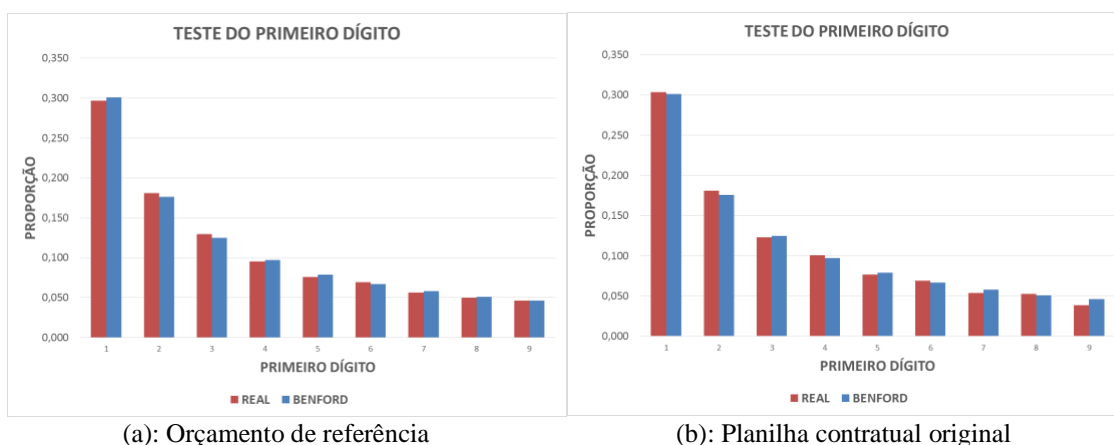 TESTE DO PRIMEIRO DÍGITO
0,350
0,300
0,250
0,200
0,150
0,100
0,050
0,000
PROPORÇÃO
1 2 3 4 5 6 7 8 9
PRIMEIRO DÍGITO
REAL BENFORD
(a): Orçamento de referência
TESTE DO PRIMEIRO DÍGITO
0,350
0,300
0,250
0,200
0,150
0,100
0,050
0,000
PROPORÇÃO
1 2 3 4 5 6 7 8 9
PRIMEIRO DÍGITO
REAL BENFORD
(b): Planilha contratual original